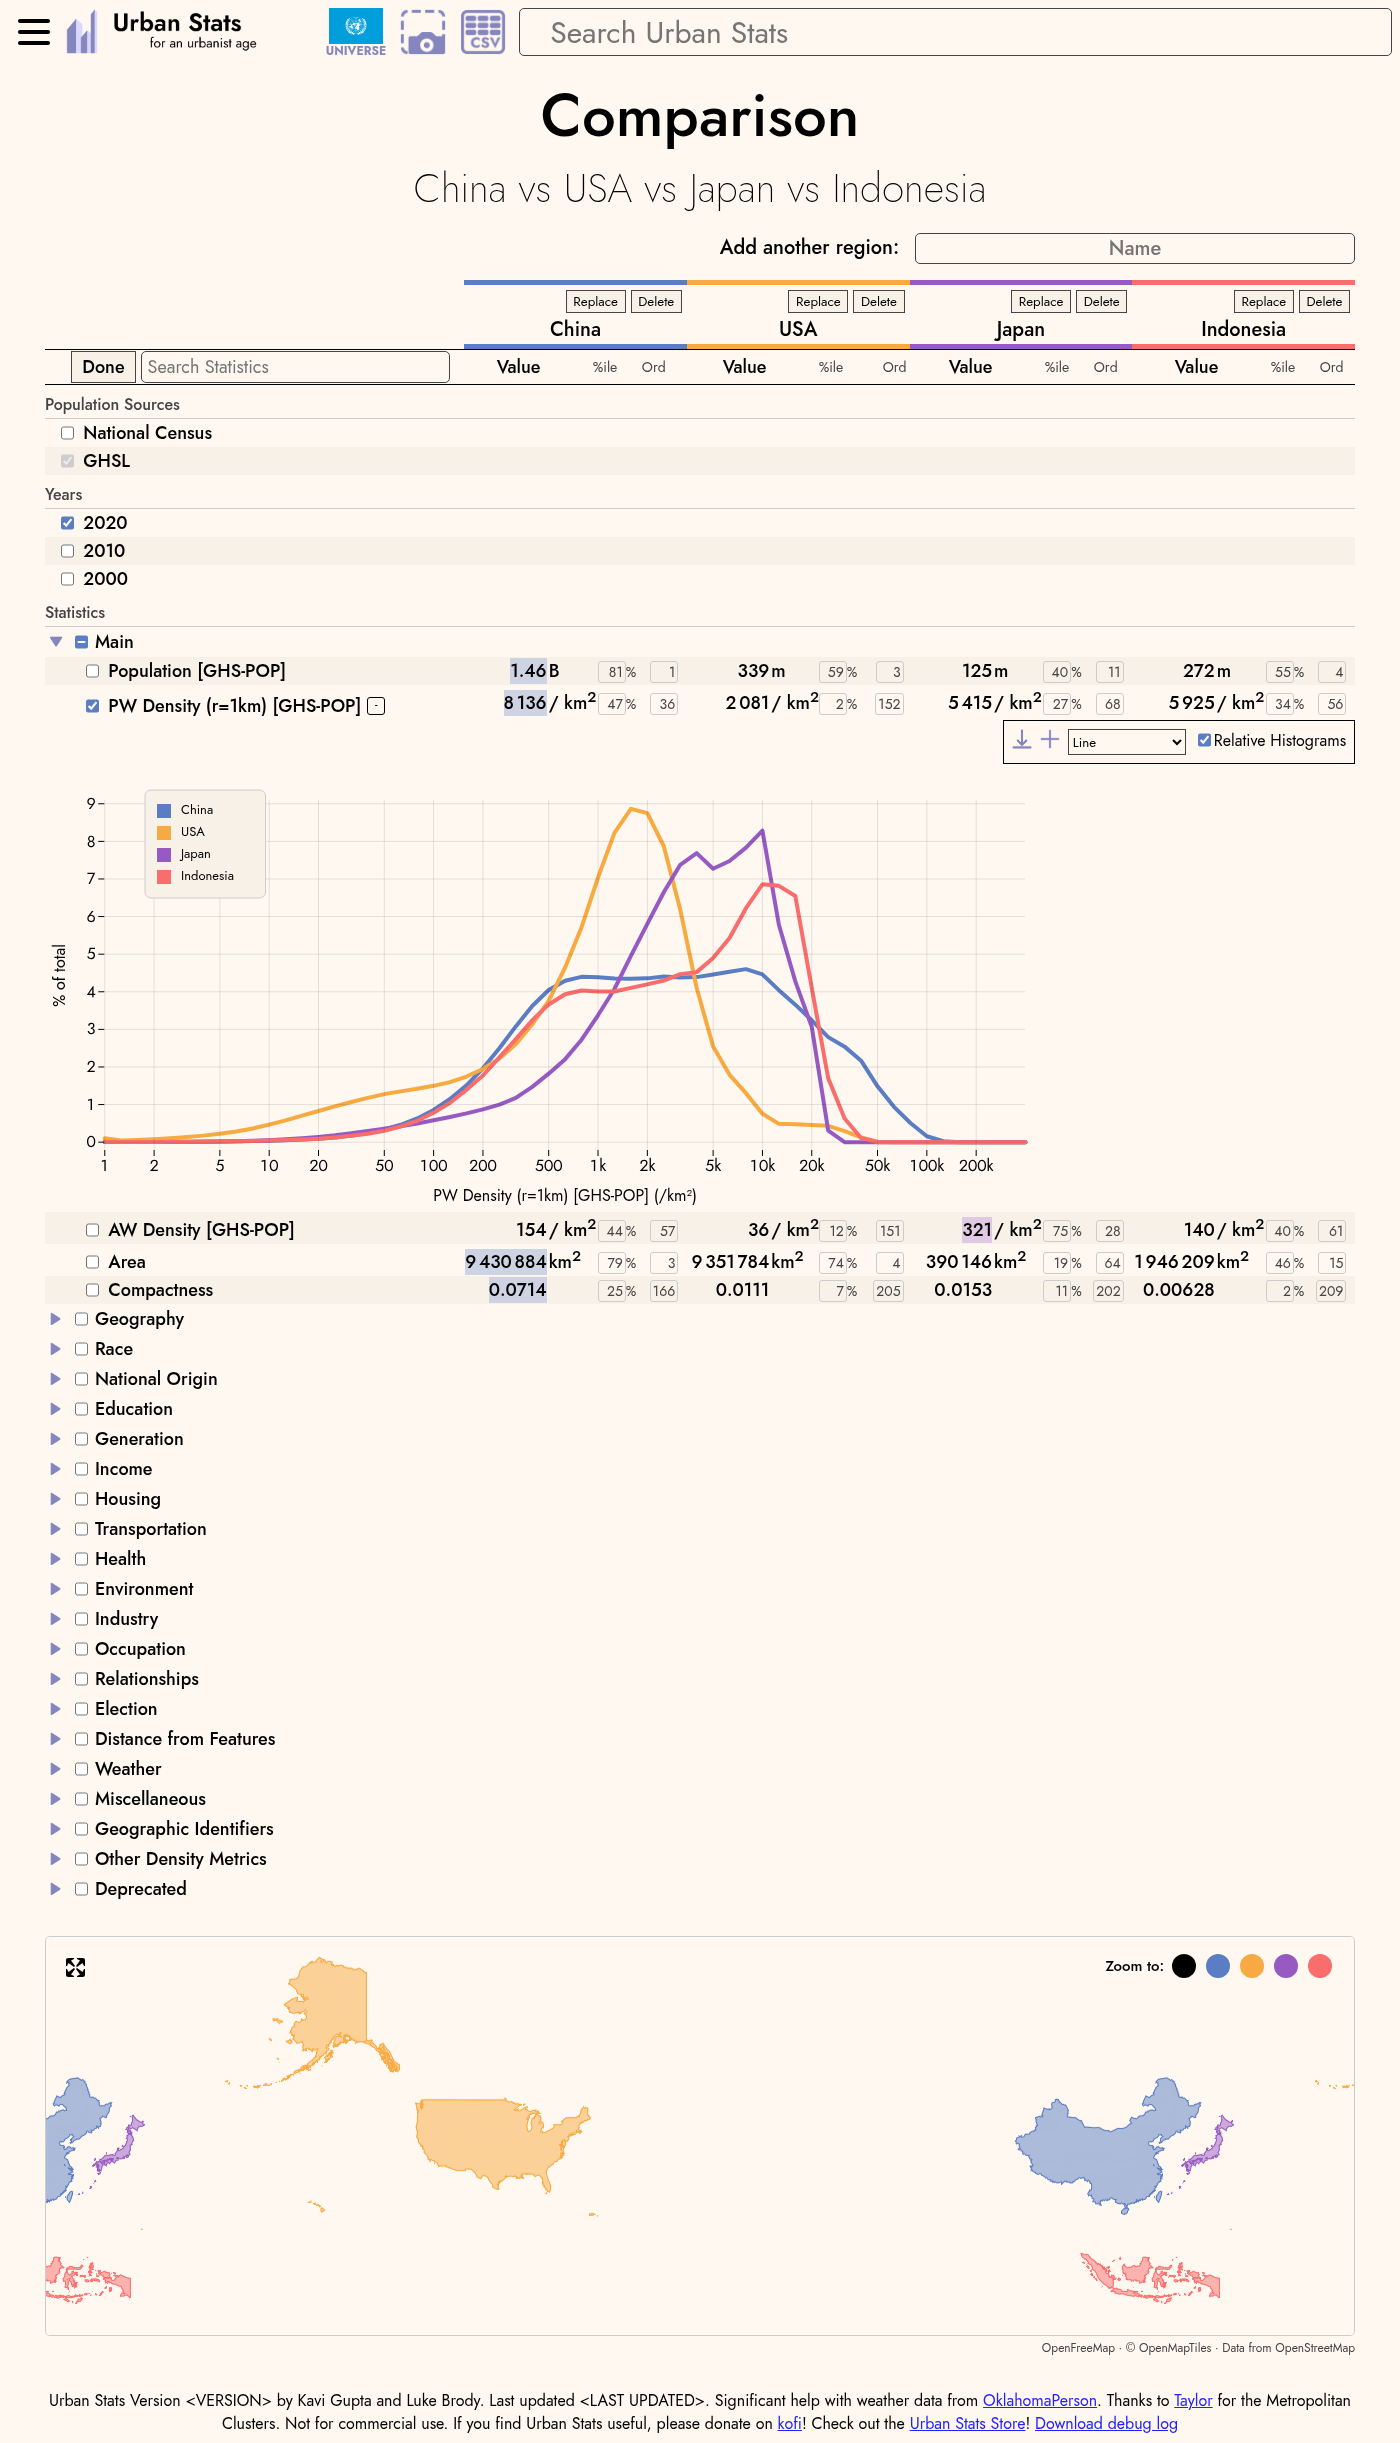 Urban Stats
for an urbanist age
UNIVERSE
CSV
Search Urban Stats
Comparison
China vs USA vs Japan vs Indonesia
Add another region: Name
Replace Delete Replace Delete Replace Delete Replace Delete
China USA Japan Indonesia
Done Search Statistics Value %ile Ord Value %ile Ord Value %ile Ord Value %ile Ord
Population Sources
National Census
GHSL
Years
2020
2010
2000
Statistics
Main
Population [GHS-POP] 1.46 B 81 % 1 339 m 59 % 3 125 m 40 % 11 272 m 55 % 4
PW Density (r=1km) [GHS-POP] - 8 136 / km² 47 % 36 2 081 / km² 2 % 152 5 415 / km² 27 % 68 5 925 / km² 34 % 56
Line Relative Histograms
China
USA
Japan
Indonesia
9
8
7
6
5
4
3
2
1
0
% of total
1 2 5 10 20 50 100 200 500 1k 2k 5k 10k 20k 50k 100k 200k
PW Density (r=1km) [GHS-POP] (/km²)
AW Density [GHS-POP] 154 / km² 44 % 57 36 / km² 12 % 151 321 / km² 75 % 28 140 / km² 40 % 61
Area 9 430 884 km² 79 % 3 9 351 784 km² 74 % 4 390 146 km² 19 % 64 1 946 209 km² 46 % 15
Compactness 0.0714 25 % 166 0.0111 7 % 205 0.0153 11 % 202 0.00628 2 % 209
Geography
Race
National Origin
Education
Generation
Income
Housing
Transportation
Health
Environment
Industry
Occupation
Relationships
Election
Distance from Features
Weather
Miscellaneous
Geographic Identifiers
Other Density Metrics
Deprecated
Zoom to:
OpenFreeMap · © OpenMapTiles · Data from OpenStreetMap
Urban Stats Version <VERSION> by Kavi Gupta and Luke Brody. Last updated <LAST UPDATED>. Significant help with weather data from OklahomaPerson. Thanks to Taylor for the Metropolitan
Clusters. Not for commercial use. If you find Urban Stats useful, please donate on kofi! Check out the Urban Stats Store! Download debug log